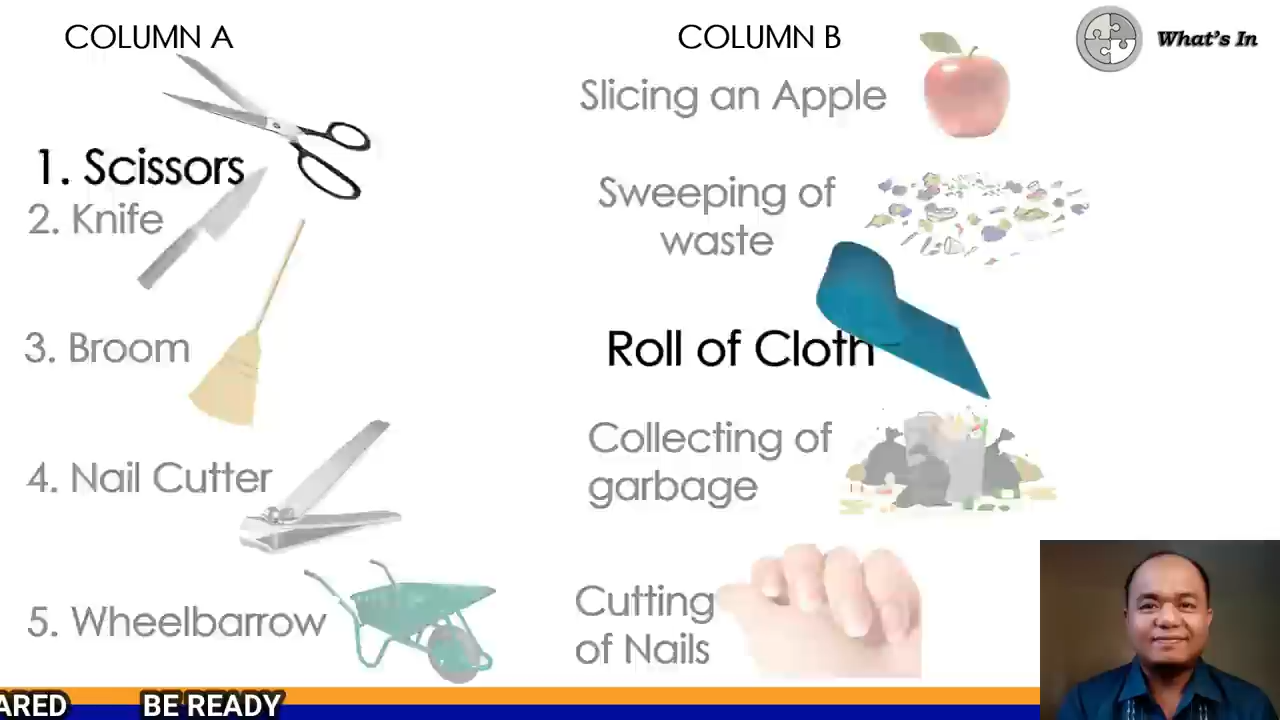 COLUMN A
1. Scissors
2. Knife
3. Broom
4. Nail Cutter
5. Wheelbarrow
COLUMN B
Slicing an Apple
Sweeping of
waste
Roll of Cloth
Collecting of
garbage
Cutting
of Nails
What's In
ARED BE READY